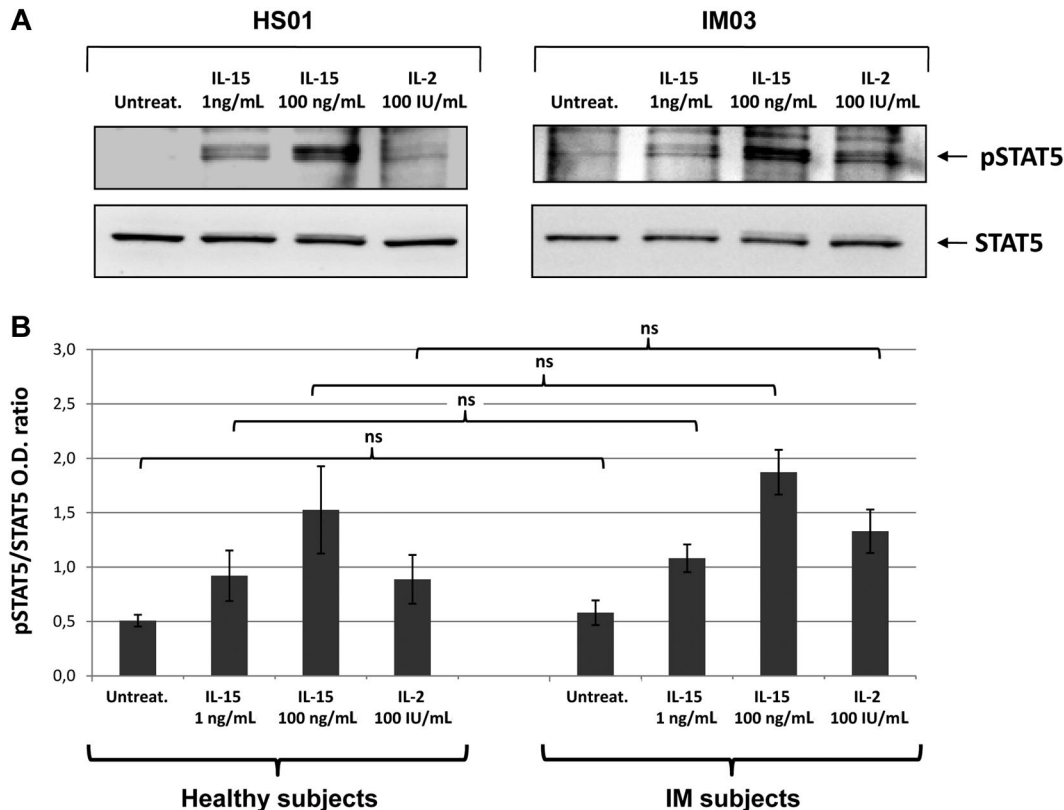 A
HS01
IM03
Untreat.
IL-15
1ng/mL
IL-15
100 ng/mL
IL-2
100 IU/mL
Untreat.
IL-15
1ng/mL
IL-15
100 ng/mL
IL-2
100 IU/mL
pSTAT5
STAT5
B
pSTAT5/STAT5 O.D. ratio
3,0
2,5
2,0
1,5
1,0
0,5
0,0
ns
ns
ns
ns
Untreat.
IL-15
1 ng/mL
IL-15
100 ng/mL
IL-2
100 IU/mL
Untreat.
IL-15
1 ng/mL
IL-15
100 ng/mL
IL-2
100 IU/mL
Healthy subjects
IM subjects